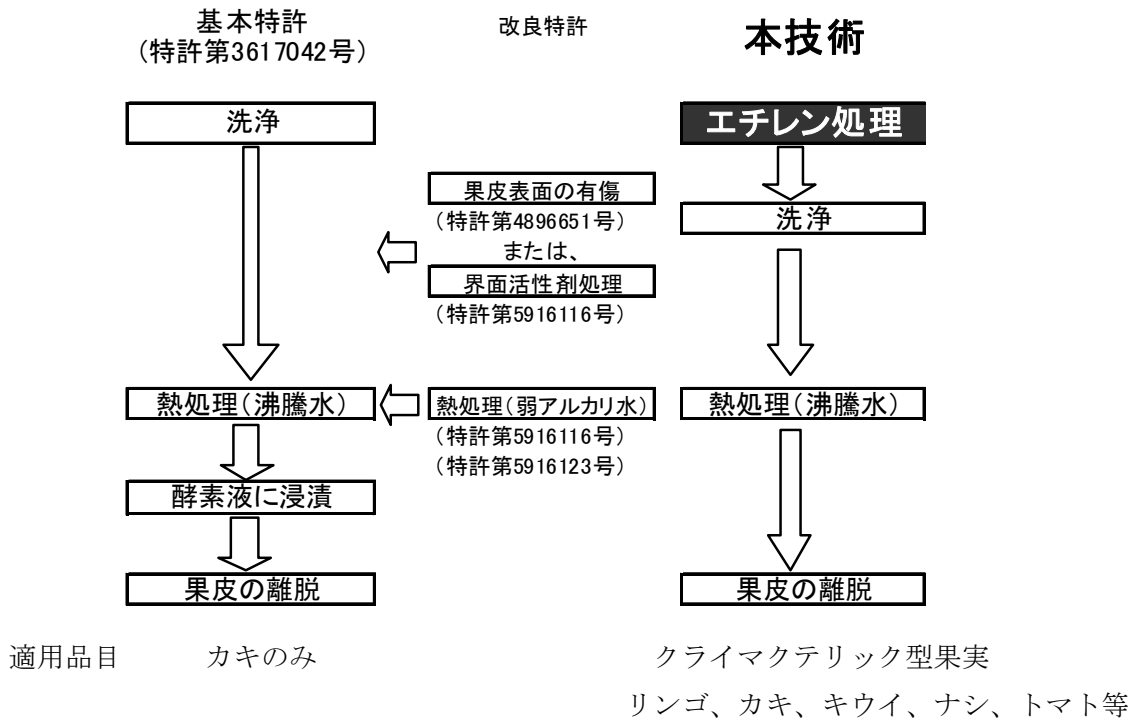 基本特許
(特許第3617042号)
洗浄
熱処理(沸騰水)
酵素液に浸漬
果皮の離脱
改良特許
果皮表面の有傷
(特許第4896651号)
または、
界面活性剤処理
(特許第5916116号)
熱処理(弱アルカリ水)
(特許第5916116号)
(特許第5916123号)
本技術
エチレン処理
洗浄
熱処理(沸騰水)
果皮の離脱
適用品目 カキのみ
クライマクテリック型果実
リンゴ、カキ、キウイ、ナシ、トマト等